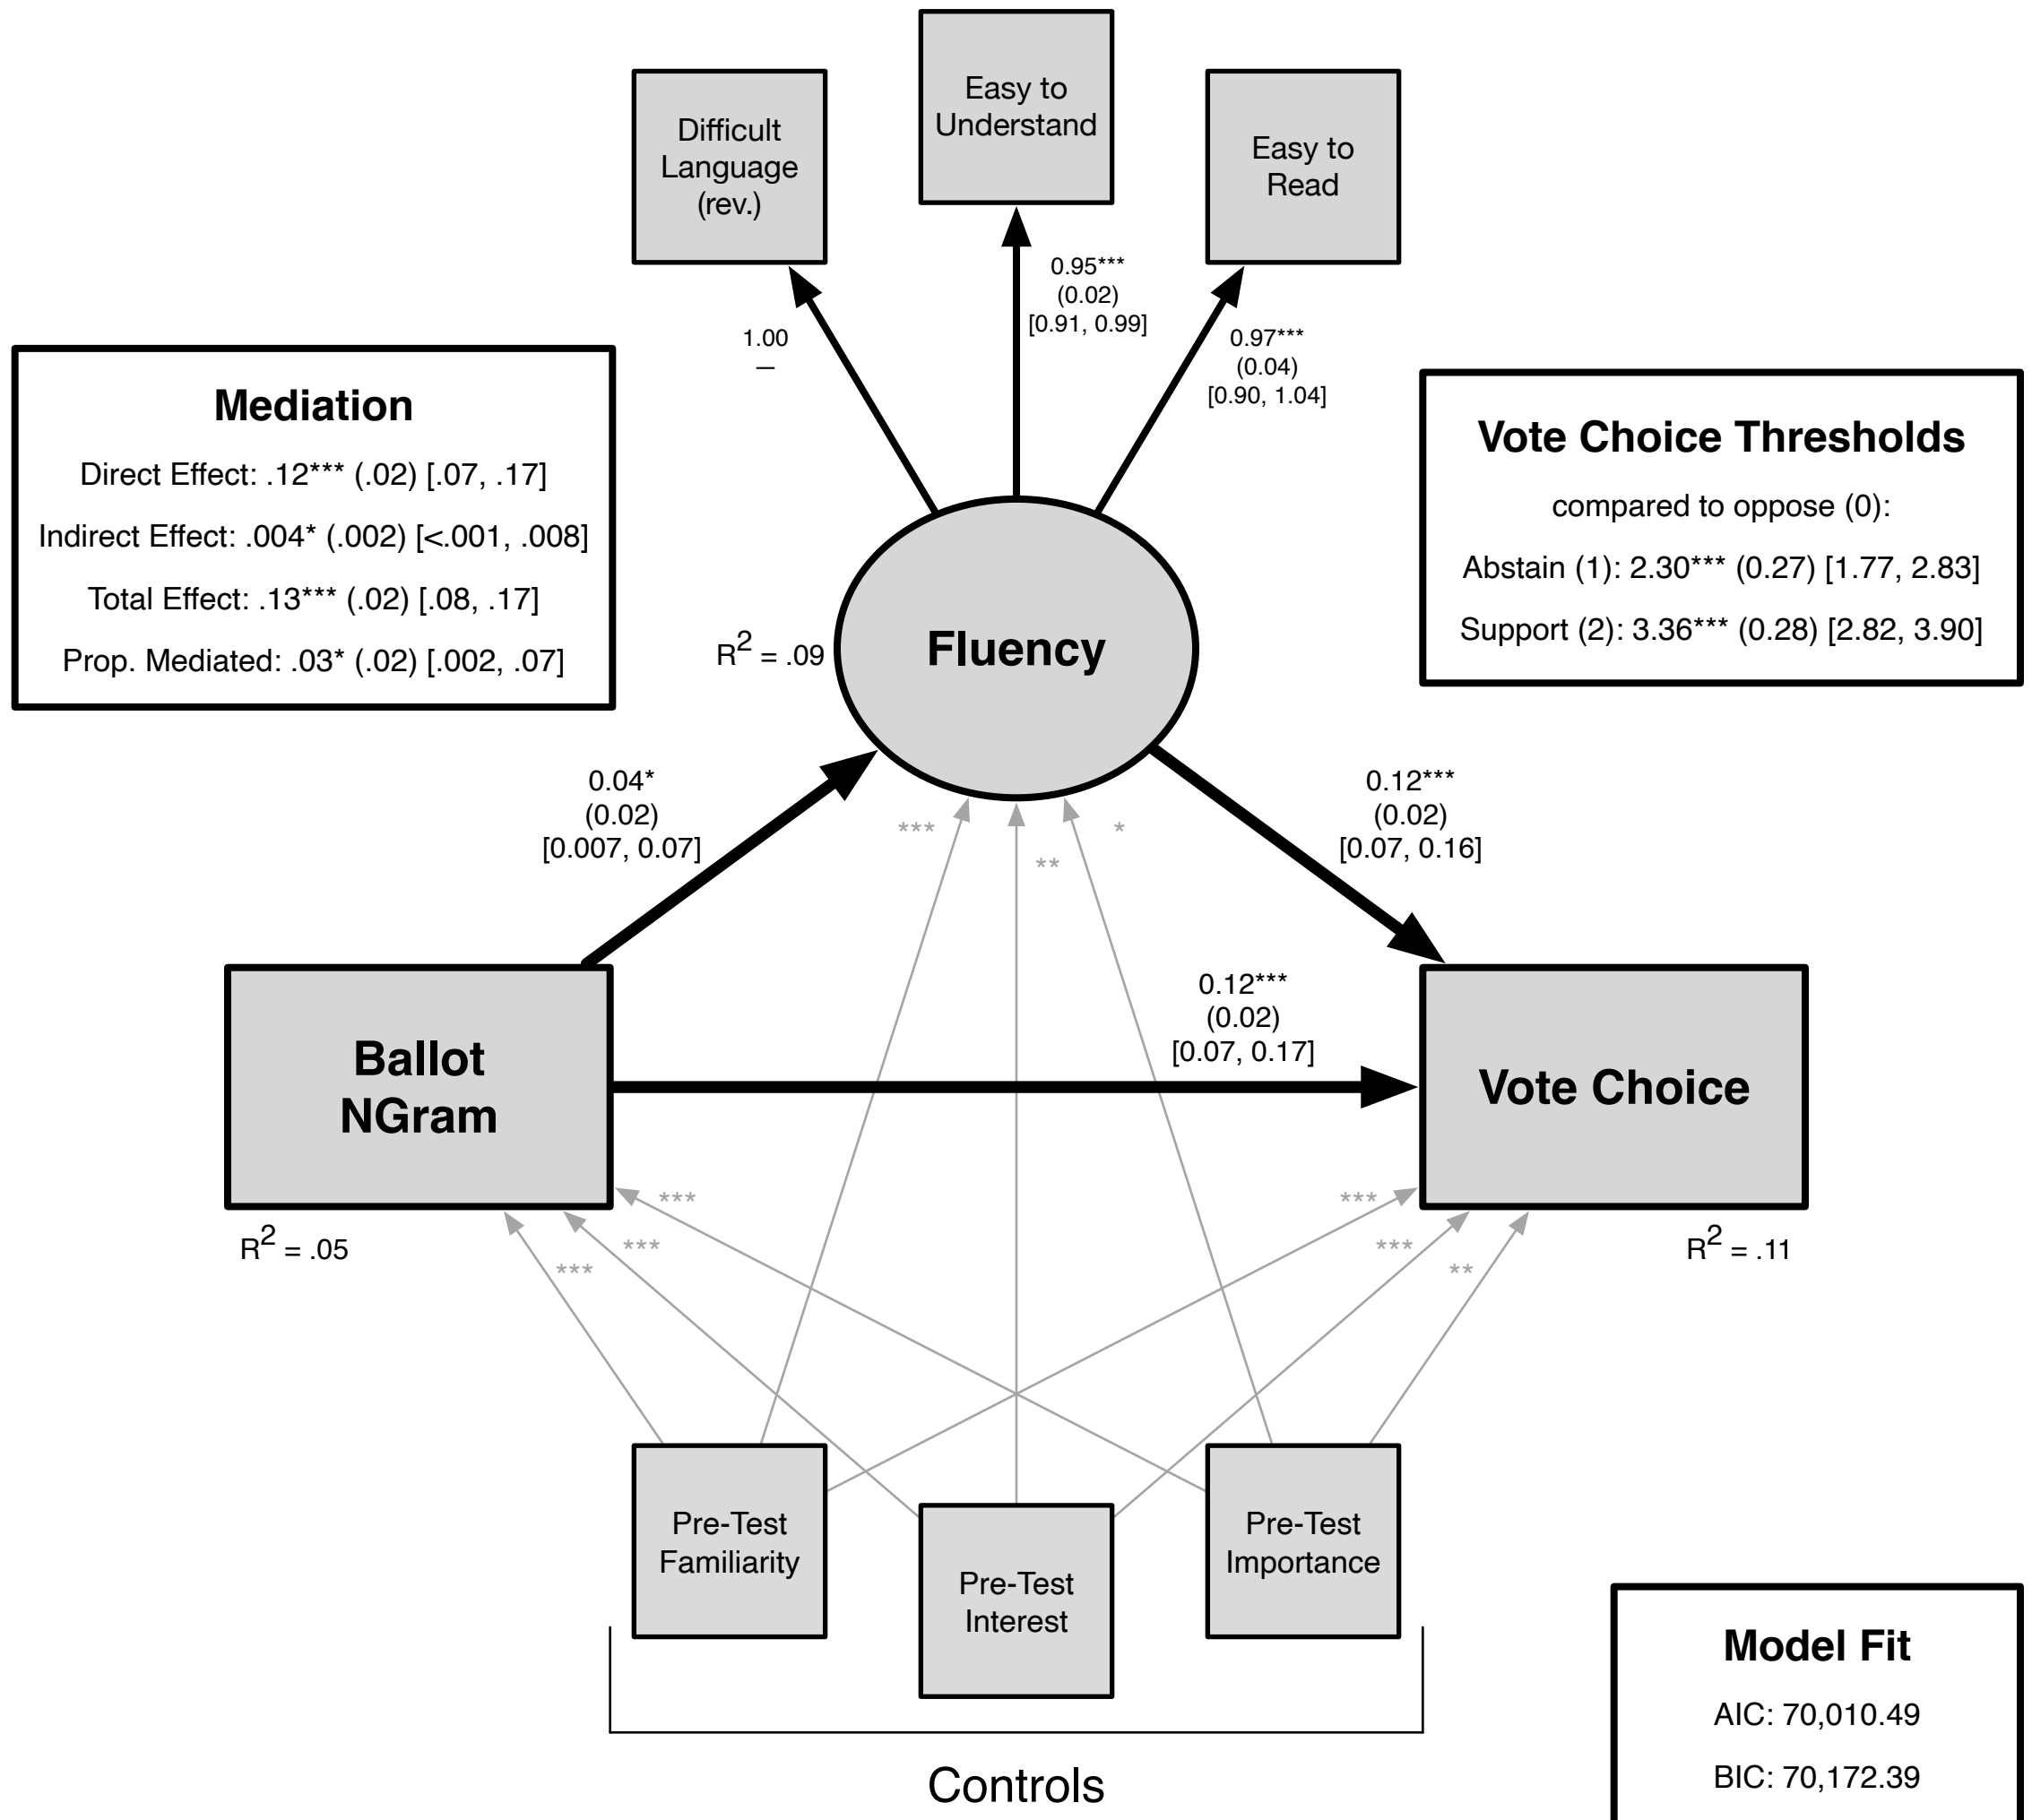 Easy to
Understand
Difficult
Language
(rev.)
Easy to
Read
0.95***
(0.02)
[0.91, 0.99]
1.00
—
0.97***
(0.04)
[0.90, 1.04]
Mediation
Direct Effect: .12*** (.02) [.07, .17]
Indirect Effect: .004* (.002) [<.001, .008]
Total Effect: .13*** (.02) [.08, .17]
Prop. Mediated: .03* (.02) [.002, .07]
Vote Choice Thresholds
compared to oppose (0):
Abstain (1): 2.30*** (0.27) [1.77, 2.83]
Support (2): 3.36*** (0.28) [2.82, 3.90]
R² = .09
Fluency
0.04*
(0.02)
[0.007, 0.07]
0.12***
(0.02)
[0.07, 0.16]
***
**
*
0.12***
(0.02)
[0.07, 0.17]
Ballot
NGram
Vote Choice
R² = .05
R² = .11
***
***
***
***
***
**
Pre-Test
Familiarity
Pre-Test
Interest
Pre-Test
Importance
Controls
Model Fit
AIC: 70,010.49
BIC: 70,172.39